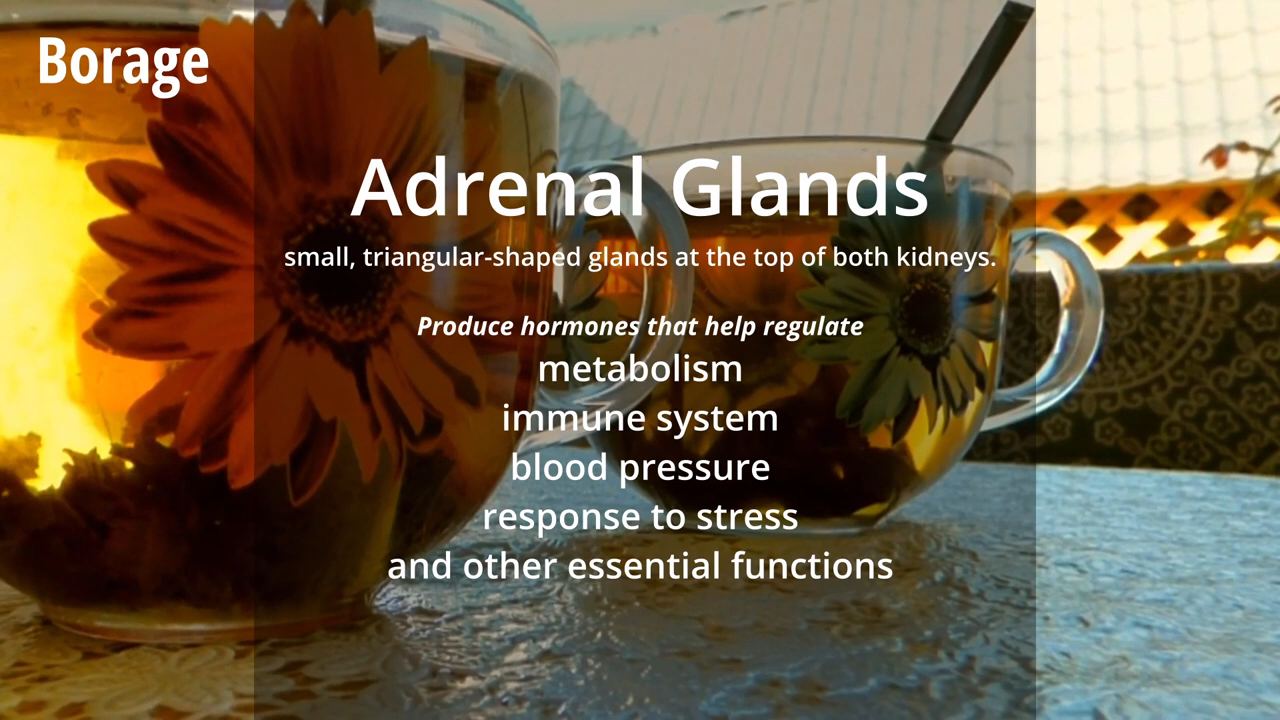 Borage
Adrenal Glands
small, triangular-shaped glands at the top of both kidneys.
Produce hormones that help regulate
metabolism
immune system
blood pressure
response to stress
and other essential functions